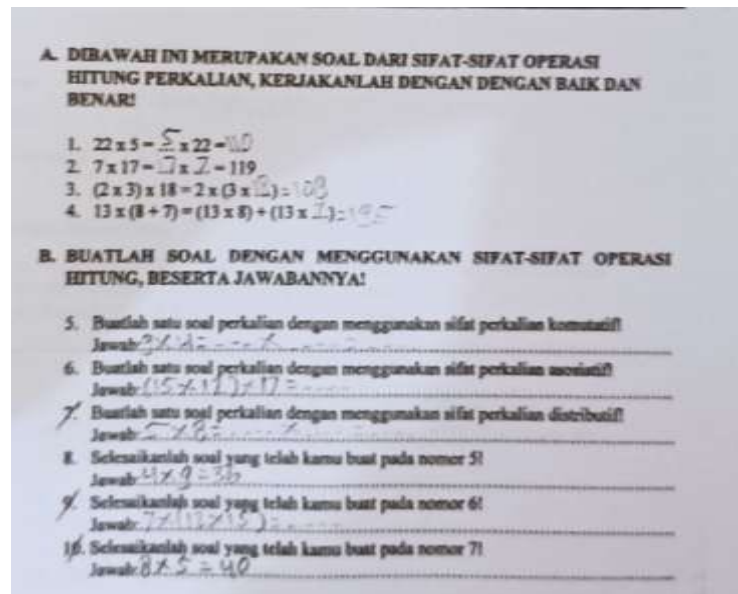 A. DIBAWAH INI MERUPAKAN SOAL DARI SIFAT-SIFAT OPERASI
HITUNG PERKALIAN, KERJAKANLAH DENGAN DENGAN BAIK DAN
BENAR!
1. 22 x 5 = 5 x 22 = 110
2. 7 x 17 = x 7 = 119
3. (2 x 3) x 18 = 2 x (3 x ) = 108
4. 13 x (8 + 7) = (13 x 8) + (13 x 7) = 195
B. BUATLAH SOAL DENGAN MENGGUNAKAN SIFAT-SIFAT OPERASI
HITUNG, BESERTA JAWABANNYA!
5. Buatlah satu soal perkalian dengan menggunakan sifat perkalian komutatif!
Jawab:
6. Buatlah satu soal perkalian dengan menggunakan sifat perkalian asosiatif!
Jawab: (15 x 12) x 17 = .....
7. Buatlah satu soal perkalian dengan menggunakan sifat perkalian distributif!
Jawab: 5 x 8 = ..... x .....
8. Selesaikanlah soal yang telah kamu buat pada nomor 5!
Jawab: 4 x 9 = 36
9. Selesaikanlah soal yang telah kamu buat pada nomor 6!
Jawab: 7 x (12 x 15) = .....
10. Selesaikanlah soal yang telah kamu buat pada nomor 7!
Jawab: 8 x 5 = 40